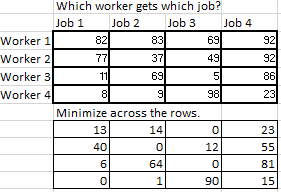 Which worker gets which job?
Job 1 Job 2 Job 3 Job 4
Worker 1 82 83 69 92
Worker 2 77 37 49 92
Worker 3 11 69 5 86
Worker 4 8 9 98 23
Minimize across the rows.
13 14 0 23
40 0 12 55
6 64 0 81
0 1 90 15